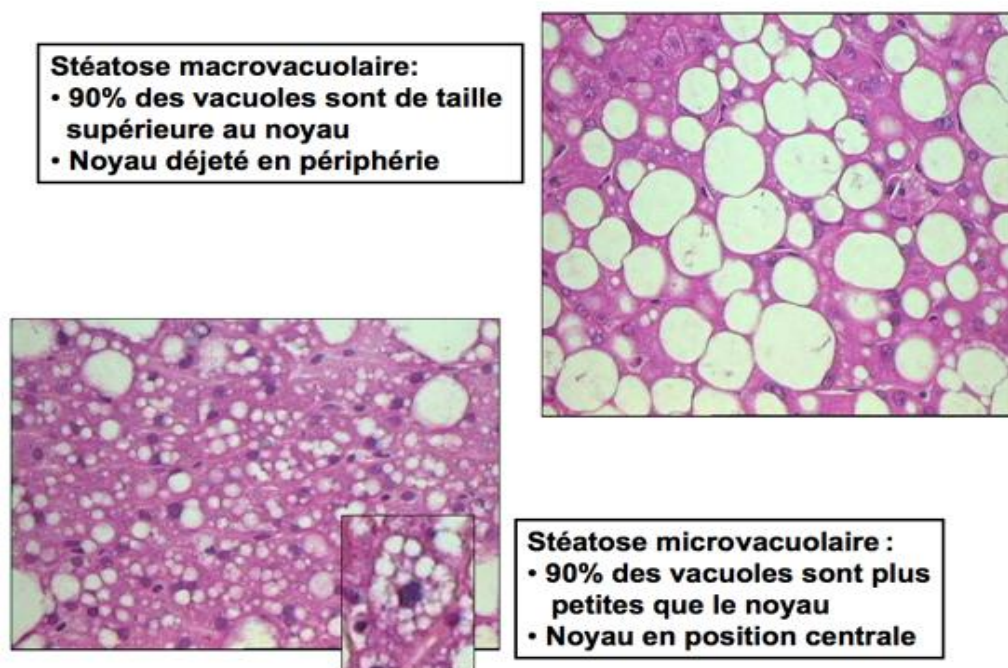 Stéatose macrovacuolaire:
• 90% des vacuoles sont de taille
supérieure au noyau
• Noyau déjeté en périphérie
Stéatose microvacuolaire :
• 90% des vacuoles sont plus
petites que le noyau
• Noyau en position centrale